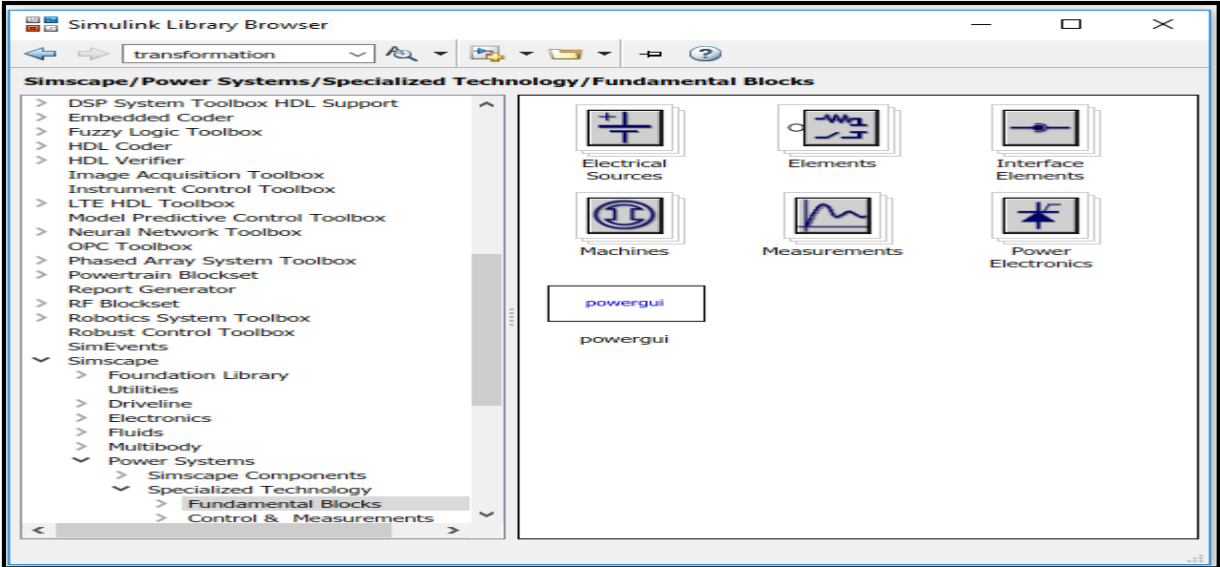 Simulink Library Browser
transformation
Simscape/Power Systems/Specialized Technology/Fundamental Blocks
DSP System Toolbox HDL Support
Embedded Coder
Fuzzy Logic Toolbox
HDL Coder
HDL Verifier
Image Acquisition Toolbox
Instrument Control Toolbox
LTE HDL Toolbox
Model Predictive Control Toolbox
Neural Network Toolbox
OPC Toolbox
Phased Array System Toolbox
Powertrain Blockset
Report Generator
RF Blockset
Robotics System Toolbox
Robust Control Toolbox
SimEvents
Simscape
Foundation Library
Utilities
Driveline
Electronics
Fluids
Multibody
Power Systems
Simscape Components
Specialized Technology
Fundamental Blocks
Control & Measurements
Electrical
Sources
Elements
Interface
Elements
Machines
Measurements
Power
Electronics
powergui
powergui